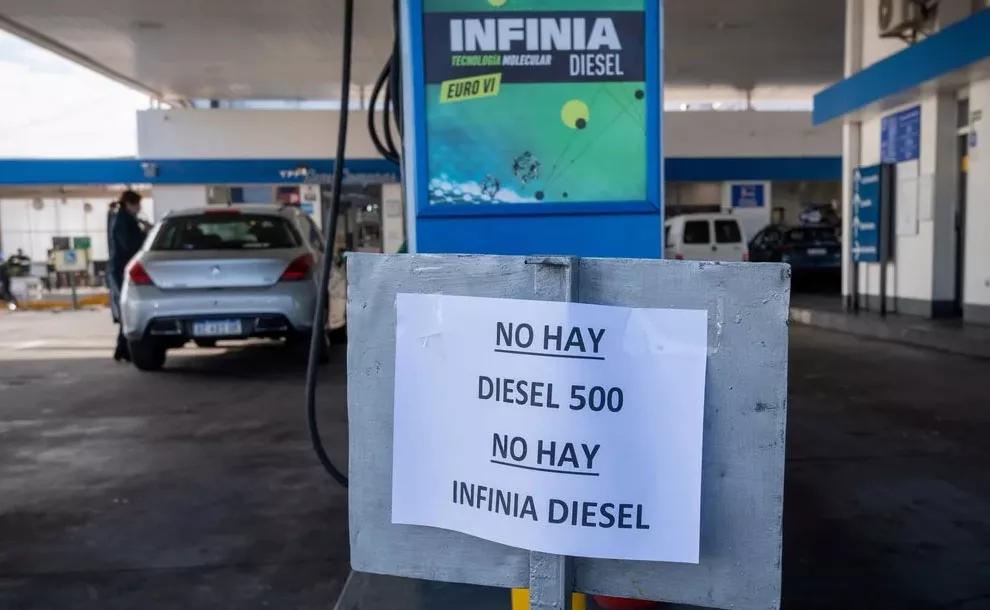 INFINIA
TECNOLOGÍA MOLECULAR
DIESEL
EURO VI
NO HAY
DIESEL 500
NO HAY
INFINIA DIESEL